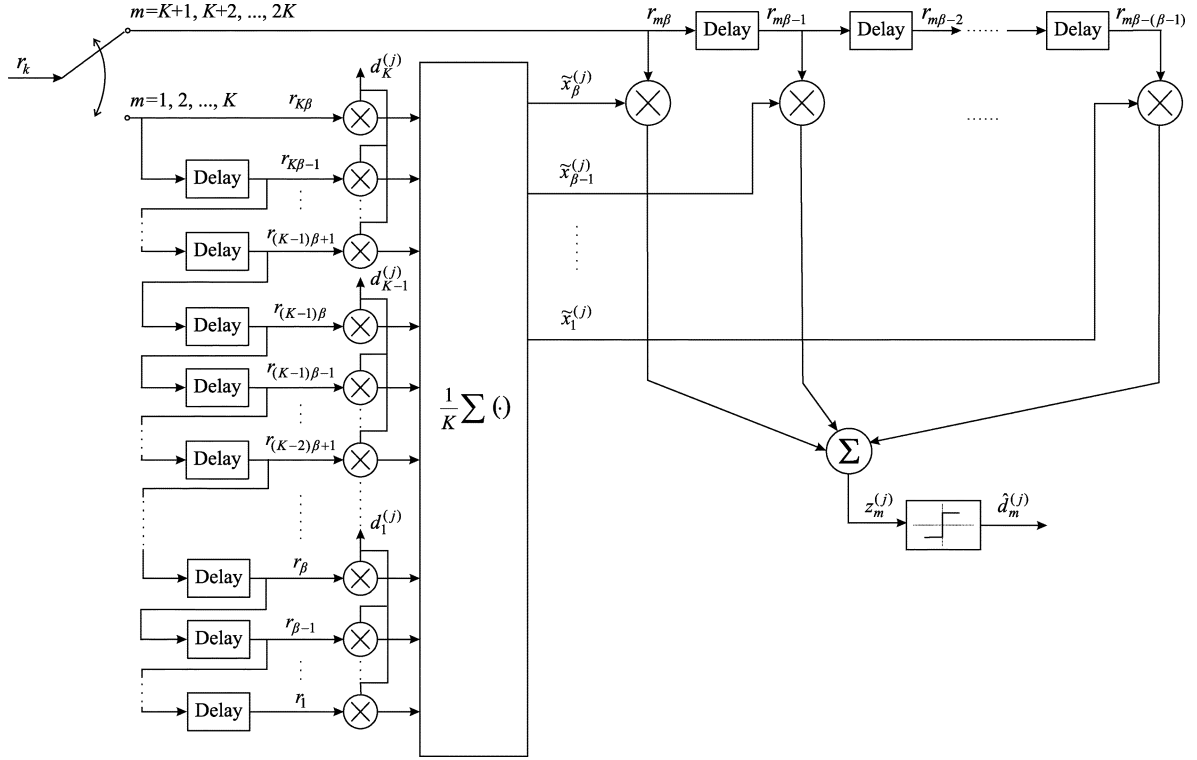 m=K+1, K+2, ..., 2K
r_{mβ} Delay r_{mβ−1} Delay r_{mβ−2} ...... Delay r_{mβ−(β−1)}
r_k
m=1, 2, ..., K
r_{Kβ} d_K^{(j)} x̃_β^{(j)}
......
Delay r_{Kβ−1} x̃_{β−1}^{(j)}
Delay r_{(K−1)β+1}
d_{K−1}^{(j)}
Delay r_{(K−1)β} x̃_1^{(j)}
Delay r_{(K−1)β−1}
1/K ∑ (·)
Delay r_{(K−2)β+1}
∑
z_m^{(j)} d̂_m^{(j)}
d_1^{(j)}
Delay r_β
Delay r_{β−1}
Delay r_1